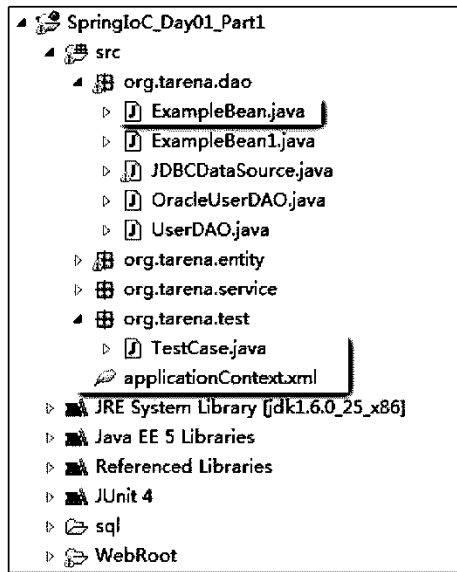 SpringIoC_Day01_Part1
src
org.tarena.dao
ExampleBean.java
ExampleBean1.java
JDBCDataSource.java
OracleUserDAO.java
UserDAO.java
org.tarena.entity
org.tarena.service
org.tarena.test
TestCase.java
applicationContext.xml
JRE System Library [jdk1.6.0_25_x86]
Java EE 5 Libraries
Referenced Libraries
JUnit 4
sql
WebRoot